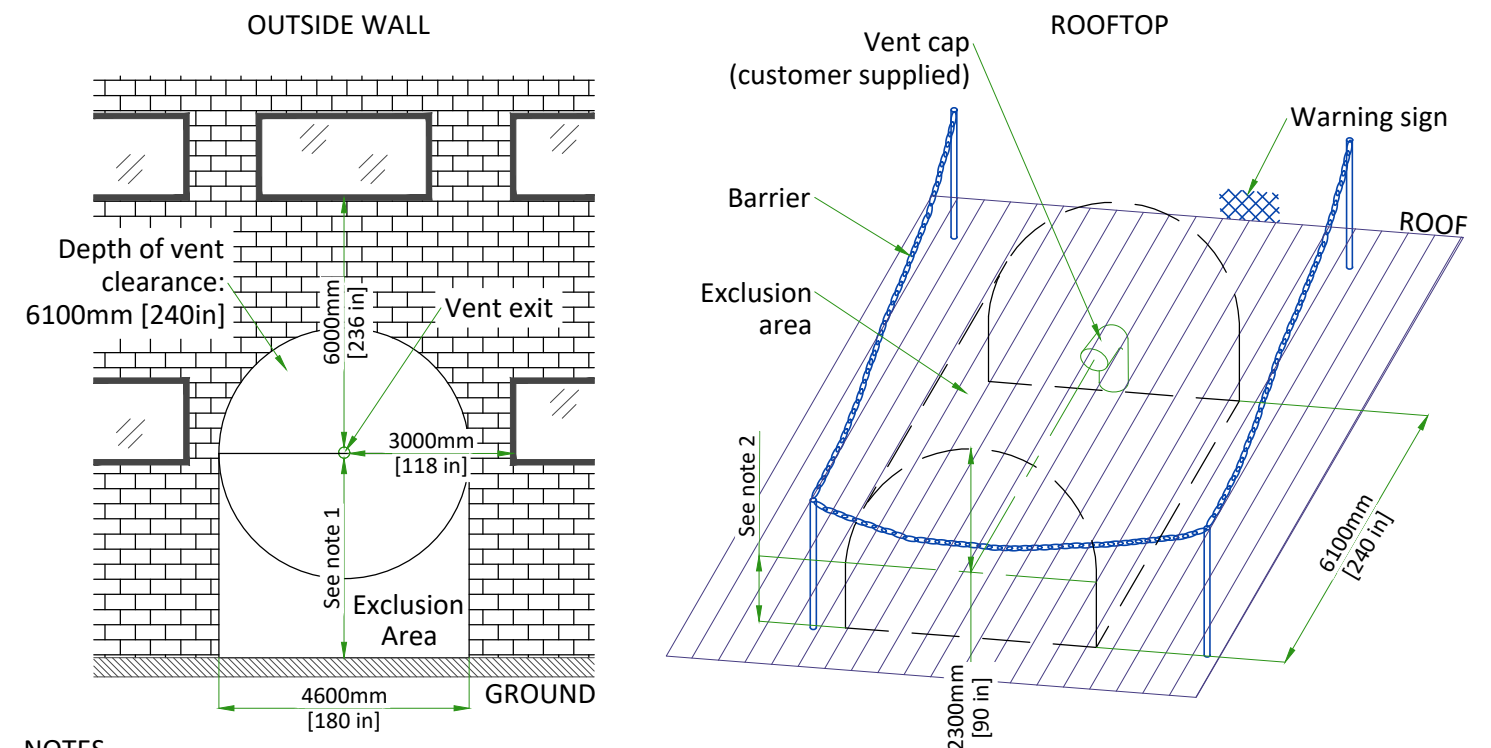 OUTSIDE WALL
Depth of vent
clearance:
6100mm [240in]
6000mm
[236 in]
Vent exit
3000mm
[118 in]
See note 1
Exclusion
Area
4600mm
[180 in]
GROUND
ROOFTOP
Vent cap
(customer supplied)
Warning sign
Barrier
ROOF
Exclusion
area
See note 2
6100mm
[240 in]
2300mm
[90 in]
NOTES